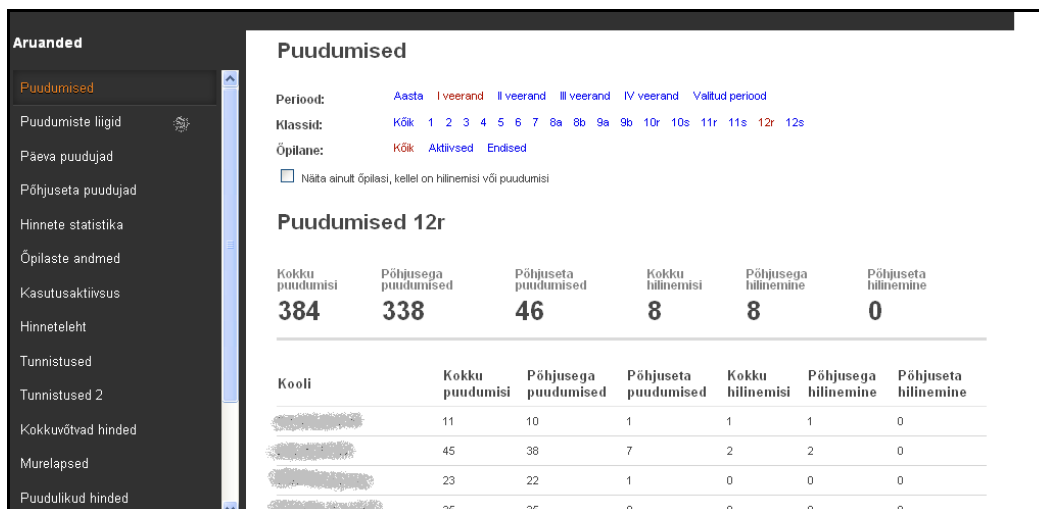 Aruanded
Puudumised
Puudumiste liigid
Päeva puudujad
Põhjuseta puudujad
Hinnete statistika
Õpilaste andmed
Kasutusaktiivsus
Hinneteleht
Tunnistused
Tunnistused 2
Kokkuvõtvad hinded
Murelapsed
Puudulikud hinded
Puudumised
Periood: Aasta I veerand II veerand III veerand IV veerand Valitud periood
Klassid: Kõik 1 2 3 4 5 6 7 8a 8b 9a 9b 10r 10s 11r 11s 12r 12s
Õpilane: Kõik Aktiivsed Endised
Näita ainult õpilasi, kellel on hilinemisi või puudumisi
Puudumised 12r
Kokku Põhjusega Põhjuseta Kokku Põhjusega Põhjuseta
puudumisi puudumised puudumised hilinemisi hilinemine hilinemine
384 338 46 8 8 0
Kokku Põhjusega Põhjuseta Kokku Põhjusega Põhjuseta
Kooli puudumisi puudumised puudumised hilinemisi hilinemine hilinemine
11 10 1 1 1 0
45 38 7 2 2 0
23 22 1 0 0 0